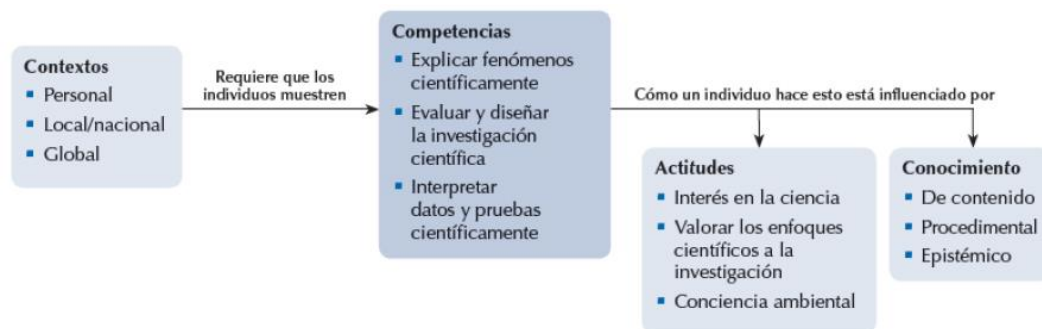 Contextos
▪ Personal
▪ Local/nacional
▪ Global
Requiere que los
individuos muestren
Competencias
▪ Explicar fenómenos
científicamente
▪ Evaluar y diseñar
la investigación
científica
▪ Interpretar
datos y pruebas
científicamente
Cómo un individuo hace esto está influenciado por
Actitudes
▪ Interés en la ciencia
▪ Valorar los enfoques
científicos a la
investigación
▪ Conciencia ambiental
Conocimiento
▪ De contenido
▪ Procedimental
▪ Epistémico